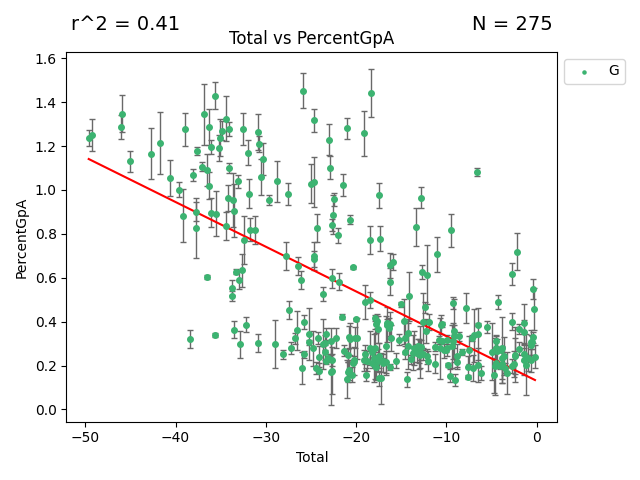 r^2 = 0.41
N = 275
Total vs PercentGpA
G
PercentGpA
1.6
1.4
1.2
1.0
0.8
0.6
0.4
0.2
0.0
−50
−40
−30
−20
−10
0
Total